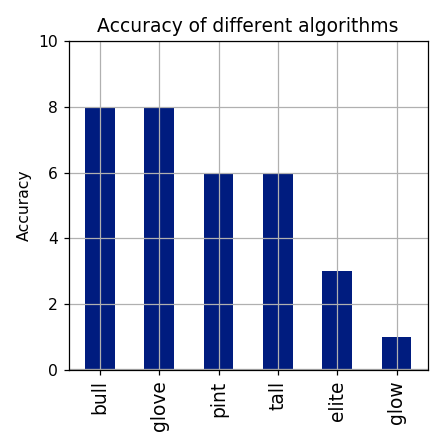 Accuracy of different algorithms
10
8
6
4
2
0
Accuracy
bull
glove
pint
tall
elite
glow